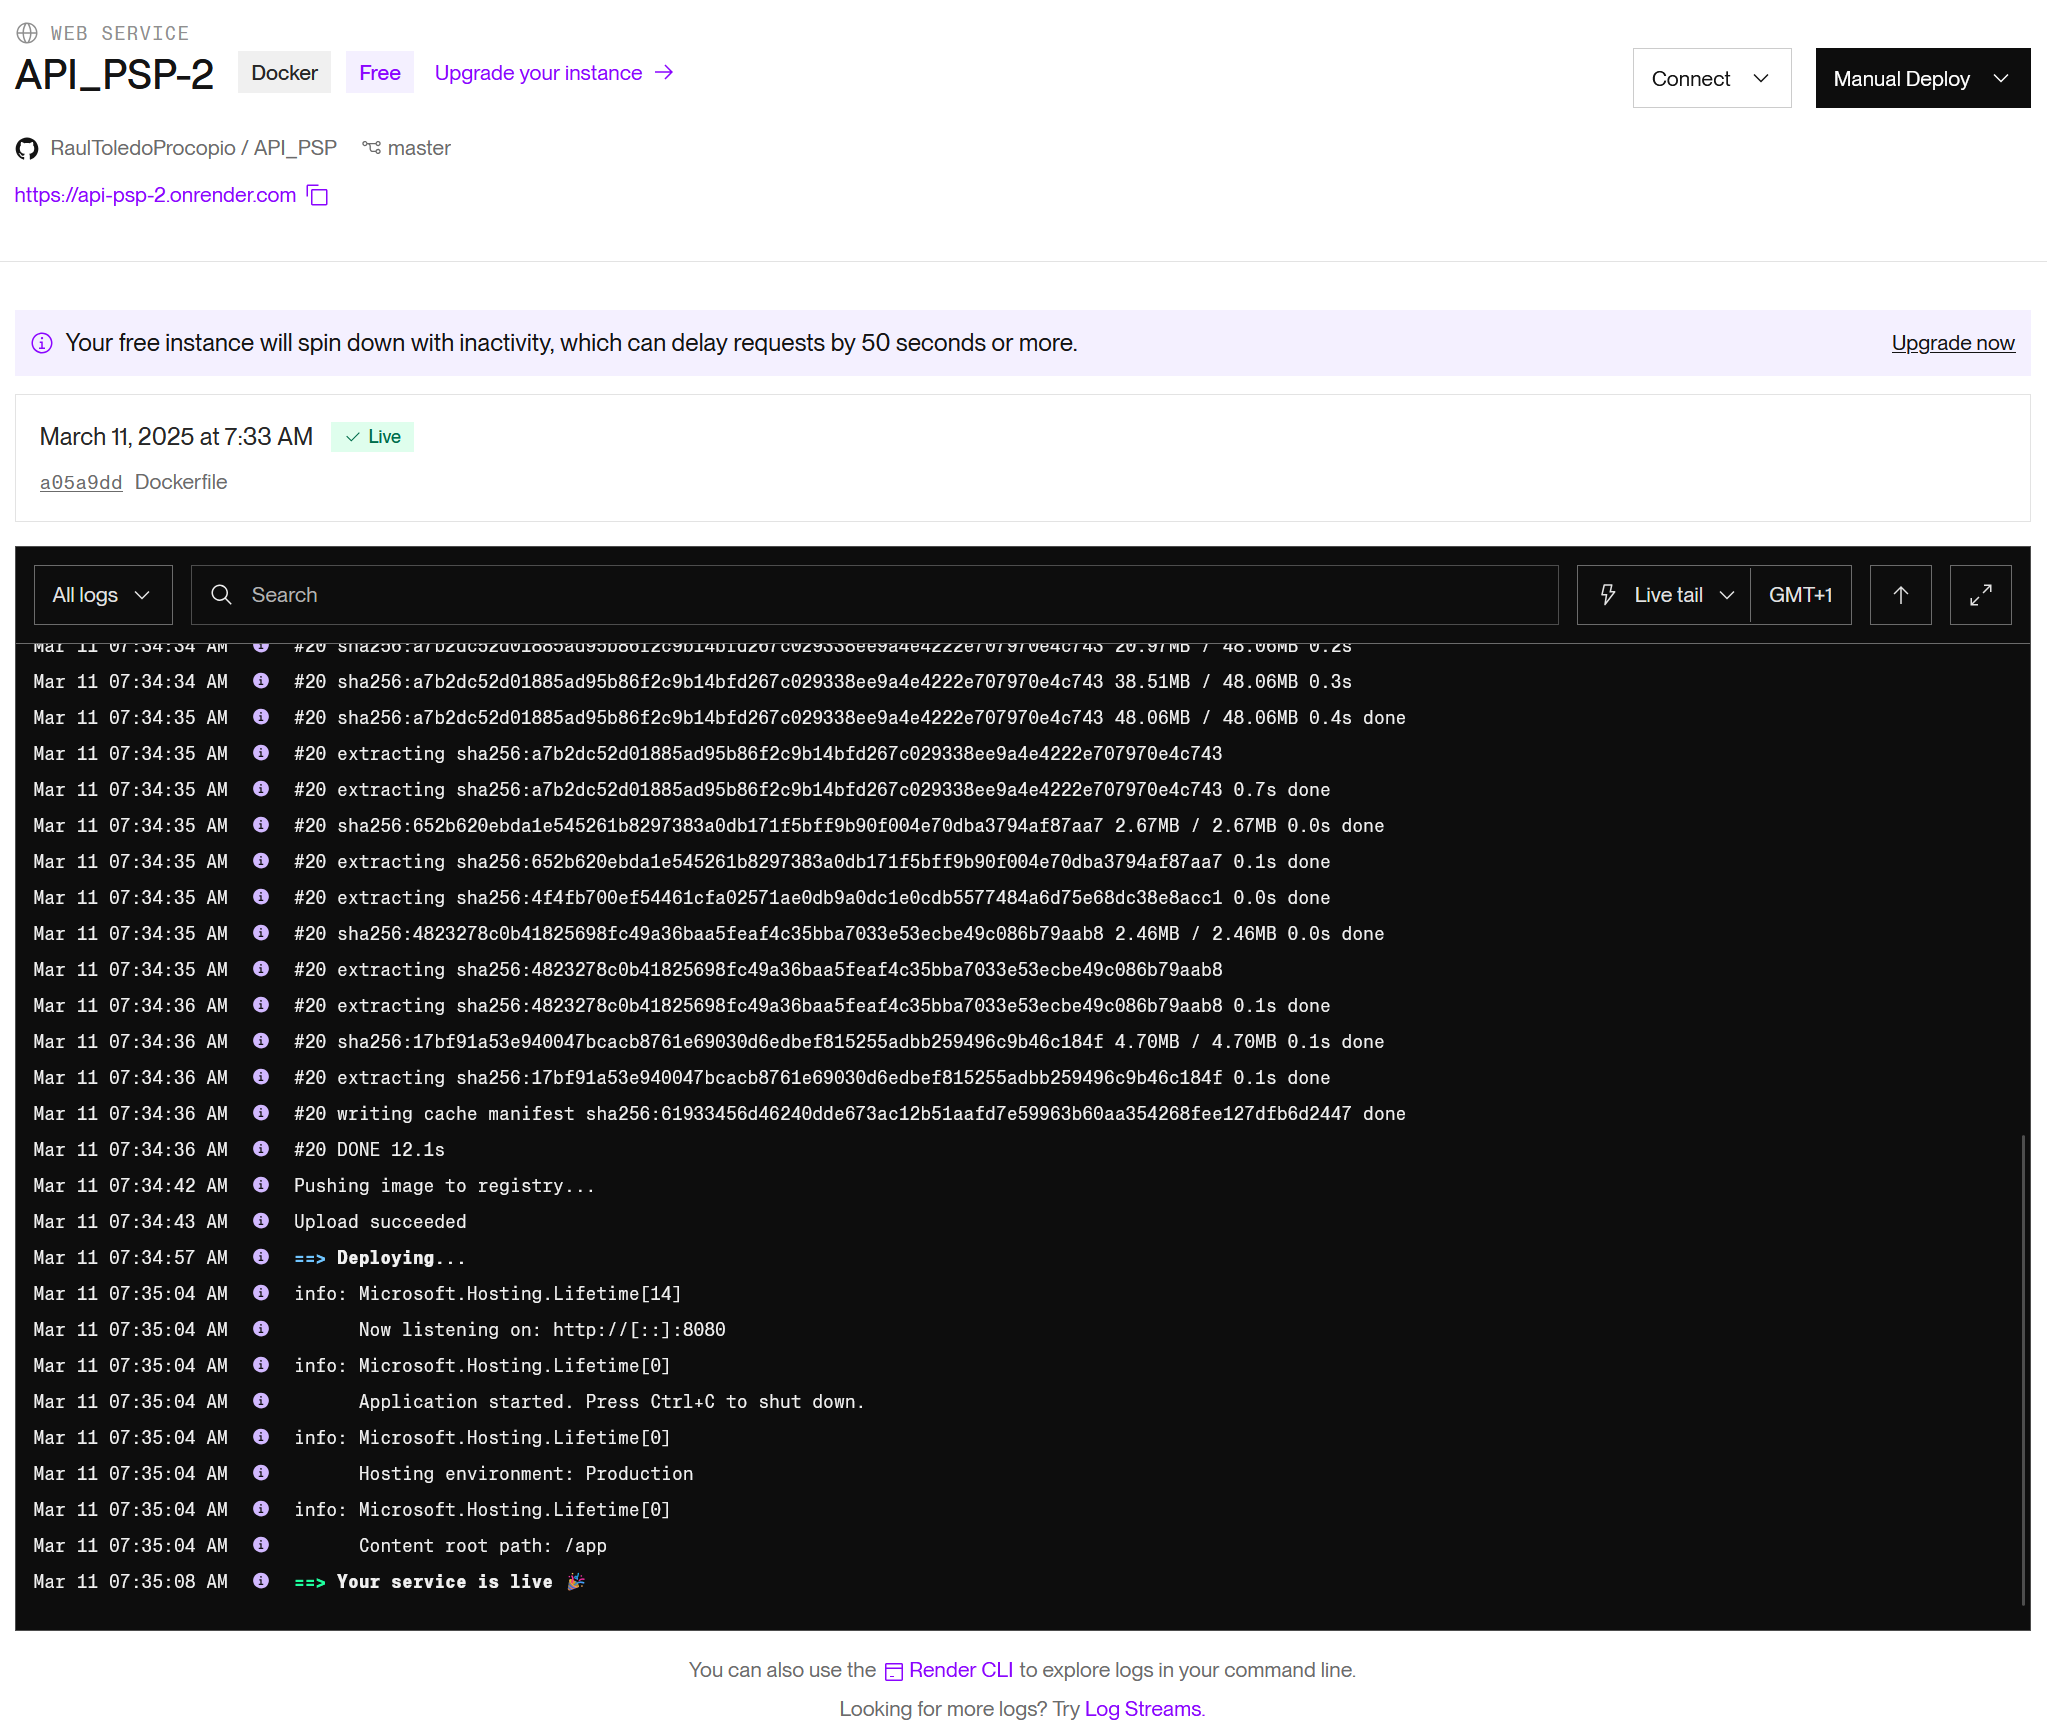 WEB SERVICE
API_PSP-2 Docker Free Upgrade your instance → Connect Manual Deploy
RaulToledoProcopio / API_PSP master
https://api-psp-2.onrender.com
Your free instance will spin down with inactivity, which can delay requests by 50 seconds or more. Upgrade now
March 11, 2025 at 7:33 AM Live
a05a9dd Dockerfile
All logs Search Live tail GMT+1
Mar 11 07:34:34 AM #20 sha256:a7b2dc52d01885ad95b86f2c9b14bfd267c029338ee9a4e4222e707970e4c743 20.97MB / 48.06MB 0.2s
Mar 11 07:34:34 AM #20 sha256:a7b2dc52d01885ad95b86f2c9b14bfd267c029338ee9a4e4222e707970e4c743 38.51MB / 48.06MB 0.3s
Mar 11 07:34:35 AM #20 sha256:a7b2dc52d01885ad95b86f2c9b14bfd267c029338ee9a4e4222e707970e4c743 48.06MB / 48.06MB 0.4s done
Mar 11 07:34:35 AM #20 extracting sha256:a7b2dc52d01885ad95b86f2c9b14bfd267c029338ee9a4e4222e707970e4c743
Mar 11 07:34:35 AM #20 extracting sha256:a7b2dc52d01885ad95b86f2c9b14bfd267c029338ee9a4e4222e707970e4c743 0.7s done
Mar 11 07:34:35 AM #20 sha256:652b620ebda1e545261b8297383a0db171f5bff9b90f004e70dba3794af87aa7 2.67MB / 2.67MB 0.0s done
Mar 11 07:34:35 AM #20 extracting sha256:652b620ebda1e545261b8297383a0db171f5bff9b90f004e70dba3794af87aa7 0.1s done
Mar 11 07:34:35 AM #20 extracting sha256:4f4fb700ef54461cfa02571ae0db9a0dc1e0cdb5577484a6d75e68dc38e8acc1 0.0s done
Mar 11 07:34:35 AM #20 sha256:4823278c0b41825698fc49a36baa5feaf4c35bba7033e53ecbe49c086b79aab8 2.46MB / 2.46MB 0.0s done
Mar 11 07:34:35 AM #20 extracting sha256:4823278c0b41825698fc49a36baa5feaf4c35bba7033e53ecbe49c086b79aab8
Mar 11 07:34:36 AM #20 extracting sha256:4823278c0b41825698fc49a36baa5feaf4c35bba7033e53ecbe49c086b79aab8 0.1s done
Mar 11 07:34:36 AM #20 sha256:17bf91a53e940047bcacb8761e69030d6edbef815255adbb259496c9b46c184f 4.70MB / 4.70MB 0.1s done
Mar 11 07:34:36 AM #20 extracting sha256:17bf91a53e940047bcacb8761e69030d6edbef815255adbb259496c9b46c184f 0.1s done
Mar 11 07:34:36 AM #20 writing cache manifest sha256:61933456d46240dde673ac12b51aafd7e59963b60aa354268fee127dfb6d2447 done
Mar 11 07:34:36 AM #20 DONE 12.1s
Mar 11 07:34:42 AM Pushing image to registry...
Mar 11 07:34:43 AM Upload succeeded
Mar 11 07:34:57 AM ==> Deploying...
Mar 11 07:35:04 AM info: Microsoft.Hosting.Lifetime[14]
Mar 11 07:35:04 AM Now listening on: http://[::]:8080
Mar 11 07:35:04 AM info: Microsoft.Hosting.Lifetime[0]
Mar 11 07:35:04 AM Application started. Press Ctrl+C to shut down.
Mar 11 07:35:04 AM info: Microsoft.Hosting.Lifetime[0]
Mar 11 07:35:04 AM Hosting environment: Production
Mar 11 07:35:04 AM info: Microsoft.Hosting.Lifetime[0]
Mar 11 07:35:04 AM Content root path: /app
Mar 11 07:35:08 AM ==> Your service is live 🎉
You can also use the Render CLI to explore logs in your command line.
Looking for more logs? Try Log Streams.